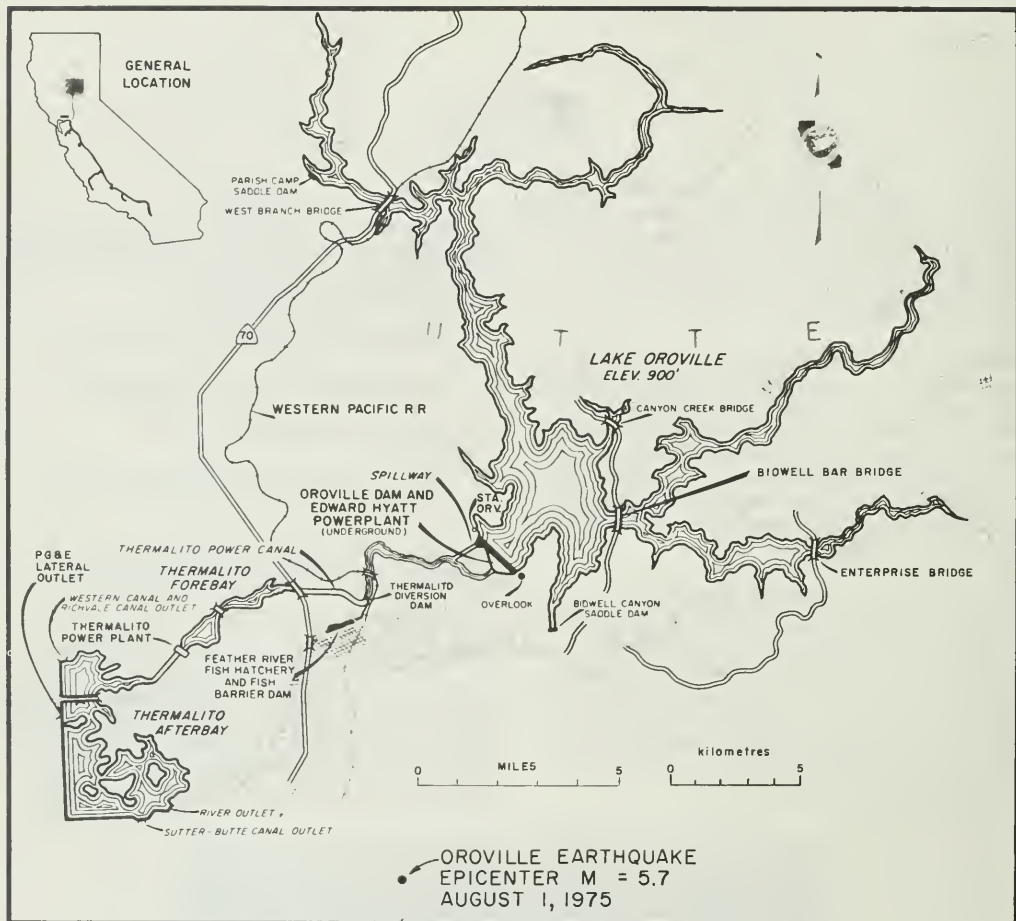 GENERAL
LOCATION
PARISH CAMP
SADDLE DAM
WEST BRANCH BRIDGE
70
U T T E
LAKE OROVILLE
ELEV. 900'
WESTERN PACIFIC R R
CANYON CREEK BRIDGE
SPILLWAY
BIDWELL BAR BRIDGE
OROVILLE DAM AND
EDWARD HYATT
POWERPLANT
(UNDERGROUND)
STA.
ORV.
PG&E
LATERAL
OUTLET
THERMALITO POWER CANAL
THERMALITO
FOREBAY
WESTERN CANAL AND
RICHVALE CANAL OUTLET
THERMALITO
POWER PLANT
THERMALITO
DIVERSION
DAM
OVERLOOK
ENTERPRISE BRIDGE
BIDWELL CANYON
SADDLE DAM
FEATHER RIVER
FISH HATCHERY
AND FISH
BARRIER DAM
THERMALITO
AFTERBAY
MILES
0 5
kilometres
0 5
RIVER OUTLET
SUTTER-BUTTE CANAL OUTLET
OROVILLE EARTHQUAKE
EPICENTER M = 5.7
AUGUST 1, 1975